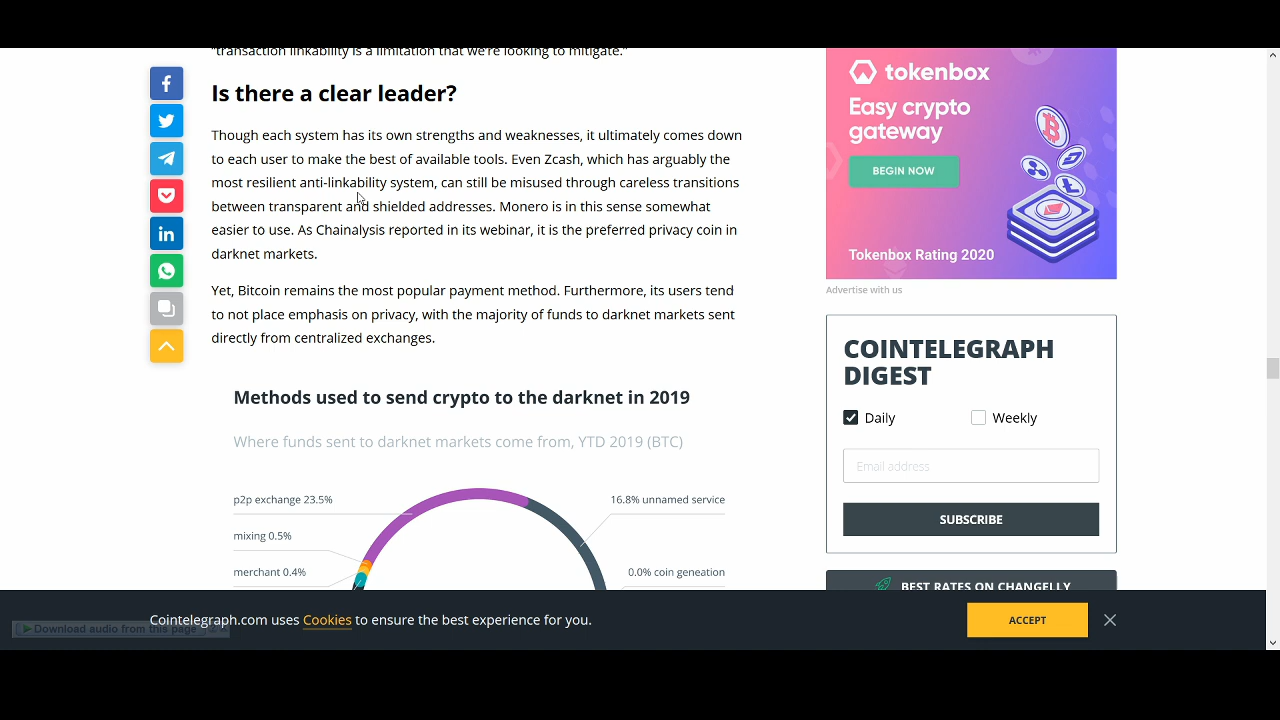 "transaction linkability is a limitation that we're looking to mitigate."
Is there a clear leader?
Though each system has its own strengths and weaknesses, it ultimately comes down
to each user to make the best of available tools. Even Zcash, which has arguably the
most resilient anti-linkability system, can still be misused through careless transitions
between transparent and shielded addresses. Monero is in this sense somewhat
easier to use. As Chainalysis reported in its webinar, it is the preferred privacy coin in
darknet markets.
Yet, Bitcoin remains the most popular payment method. Furthermore, its users tend
to not place emphasis on privacy, with the majority of funds to darknet markets sent
directly from centralized exchanges.
Methods used to send crypto to the darknet in 2019
Where funds sent to darknet markets come from, YTD 2019 (BTC)
p2p exchange 23.5%
16.8% unnamed service
mixing 0.5%
merchant 0.4%
0.0% coin geneation
tokenbox
Easy crypto
gateway
BEGIN NOW
Tokenbox Rating 2020
Advertise with us
COINTELEGRAPH
DIGEST
Daily
Weekly
Email address
SUBSCRIBE
BEST RATES ON CHANGELLY
Cointelegraph.com uses Cookies to ensure the best experience for you.
ACCEPT
Download audio from this page